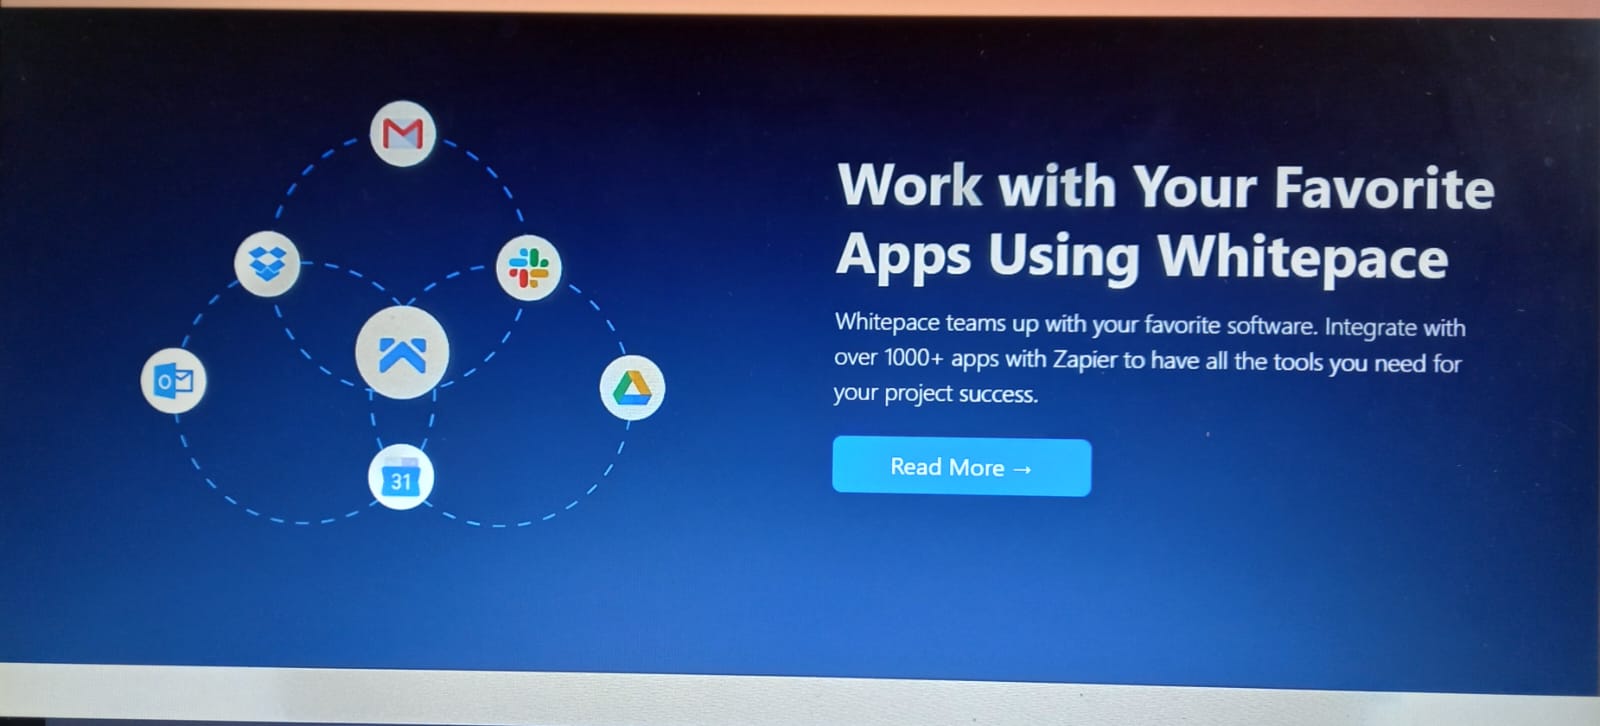 Work with Your Favorite
Apps Using Whitepace
Whitepace teams up with your favorite software. Integrate with
over 1000+ apps with Zapier to have all the tools you need for
your project success.
Read More →
31